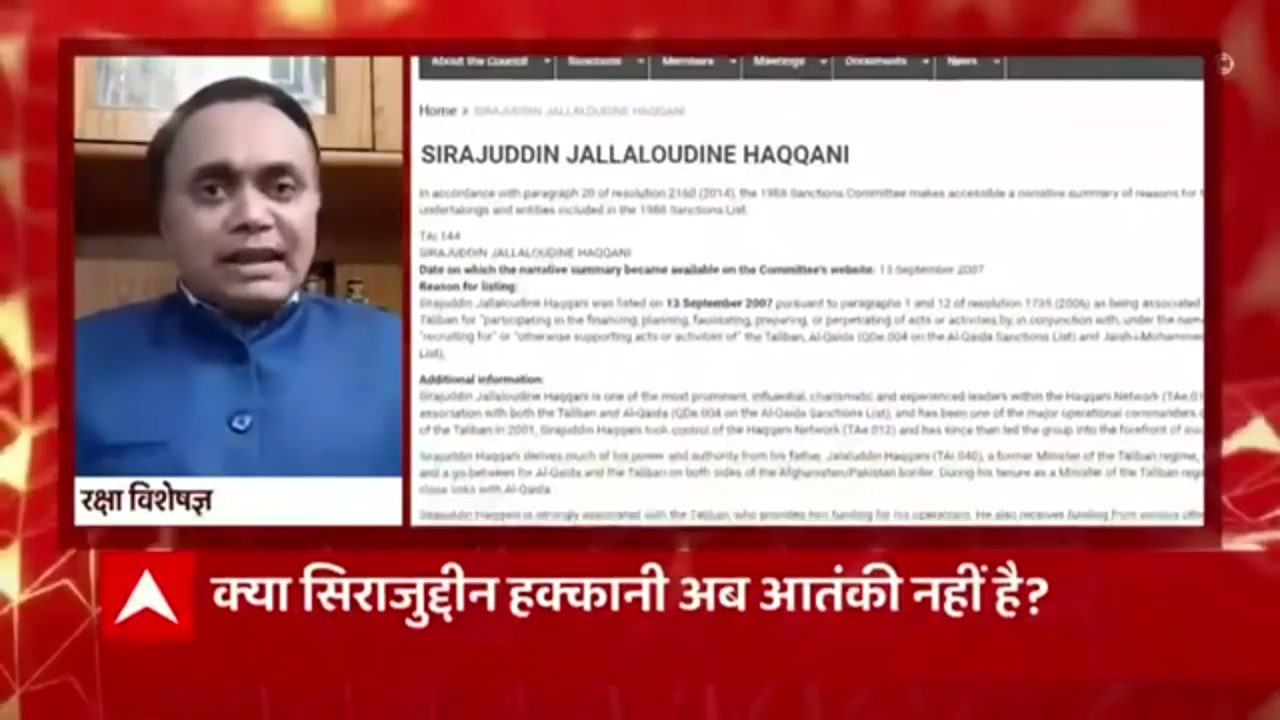 About the Council Sanctions Members Meetings Documents News
Home » SIRAJUDDIN JALLALOUDINE HAQQANI
SIRAJUDDIN JALLALOUDINE HAQQANI
In accordance with paragraph 20 of resolution 2160 (2014), the 1988 Sanctions Committee makes accessible a narrative summary of reasons for
undertakings and entities included in the 1988 Sanctions List.
TAi.144
SIRAJUDDIN JALLALOUDINE HAQQANI
Date on which the narrative summary became available on the Committee's website: 13 September 2007
Reason for listing:
Sirajuddin Jallaloudine Haqqani was listed on 13 September 2007 pursuant to paragraphs 1 and 12 of resolution 1735 (2006) as being associated
Taliban for "participating in the financing, planning, facilitating, preparing, or perpetrating of acts or activities by, in conjunction with, under the name
"recruiting for" or "otherwise supporting acts or activities of" the Taliban, Al-Qaida (QDe.004 on the Al-Qaida Sanctions List) and Jaish-i-Mohammed
List).
Additional information:
Sirajuddin Jallaloudine Haqqani is one of the most prominent, influential, charismatic and experienced leaders within the Haqqani Network (TAe.01
association with both the Taliban and Al-Qaida (QDe.004 on the Al-Qaida Sanctions List), and has been one of the major operational commanders
of the Taliban in 2001, Sirajuddin Haqqani took control of the Haqqani Network (TAe.012) and has since then led the group into the forefront of
Sirajuddin Haqqani derives much of his power and authority from his father, Jalaluddin Haqqani (TAi.040), a former Minister of the Taliban regime,
and a go-between for Al-Qaida and the Taliban on both sides of the Afghanistan/Pakistan border. During his tenure as a Minister of the Taliban
close links with Al-Qaida.
Sirajuddin Haqqani is strongly associated with the Taliban, who provides him funding for his operations. He also receives funding from various
रक्षा विशेषज्ञ
क्या सिराजुद्दीन हक्कानी अब आतंकी नहीं है?